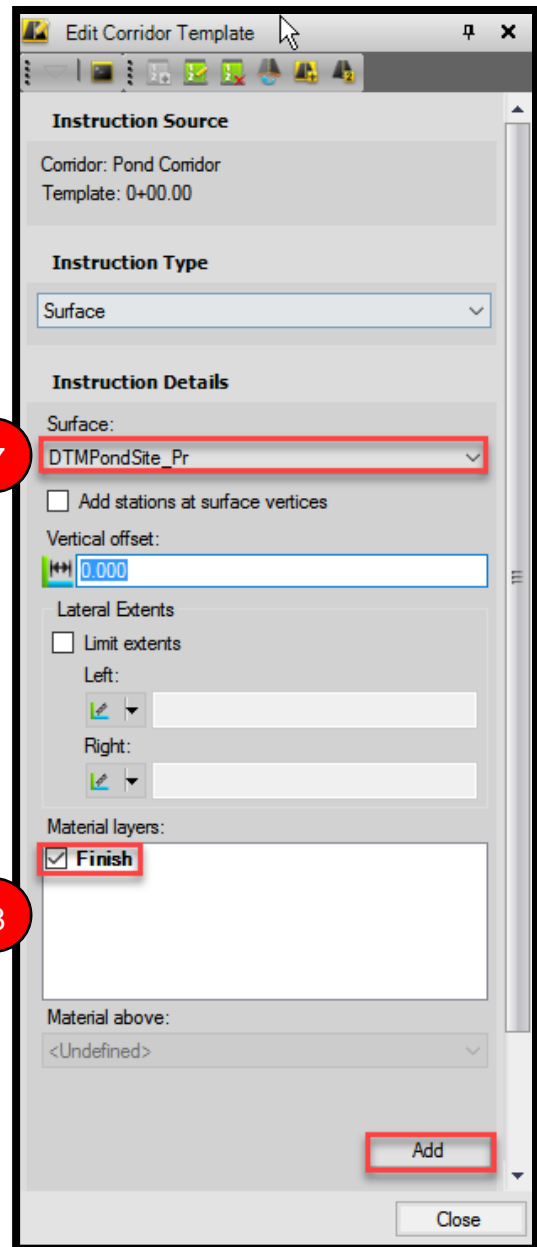 Edit Corridor Template
Instruction Source
Corridor: Pond Corridor
Template: 0+00.00
Instruction Type
Surface
Instruction Details
Surface:
7
DTMPondSite_Pr
Add stations at surface vertices
Vertical offset:
0.000
Lateral Extents
Limit extents
Left:
Right:
Material layers:
Finish
Material above:
<Undefined>
Add
Close